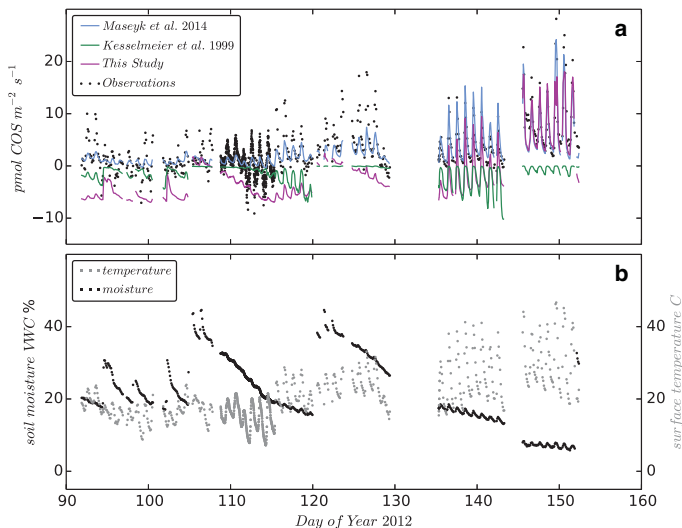 a
Maseyk et al. 2014
Kesselmeier et al. 1999
This Study
Observations
pmol COS m−2 s−1
20
10
0
−10
b
temperature
moisture
soil moisture VWC %
surface temperature C
40
20
0
40
20
0
90
100
110
120
130
140
150
160
Day of Year 2012